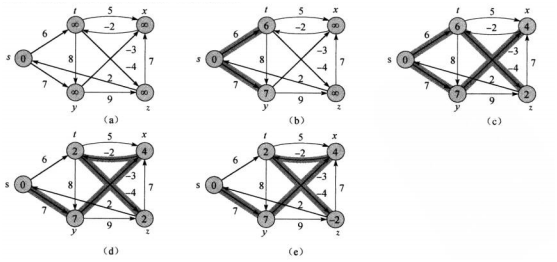 t 5 x
∞ -2 ∞
6
s 0 8 -3 7
-4
7 2
∞ 9 ∞
y z
(a)
t 5 x
6 -2 ∞
6
s 0 8 -3 7
-4
7 2
7 9 ∞
y z
(b)
t 5 x
6 -2 4
6
s 0 8 -3 7
-4
7 2
7 9 2
y z
(c)
t 5 x
2 -2 4
6
s 0 8 -3 7
-4
7 2
7 9 2
y z
(d)
t 5 x
2 -2 4
6
s 0 8 -3 7
-4
7 2
7 9 -2
y z
(e)